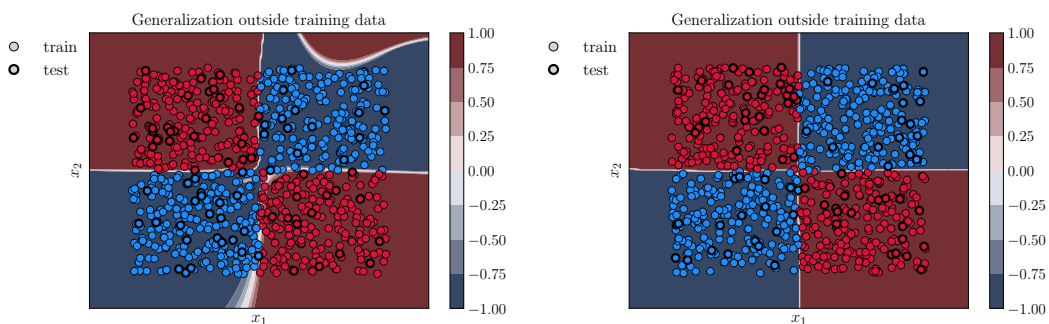 Generalization outside training data
train
test
x₂
x₁
1.00
0.75
0.50
0.25
0.00
−0.25
−0.50
−0.75
−1.00
Generalization outside training data
train
test
x₂
x₁
1.00
0.75
0.50
0.25
0.00
−0.25
−0.50
−0.75
−1.00